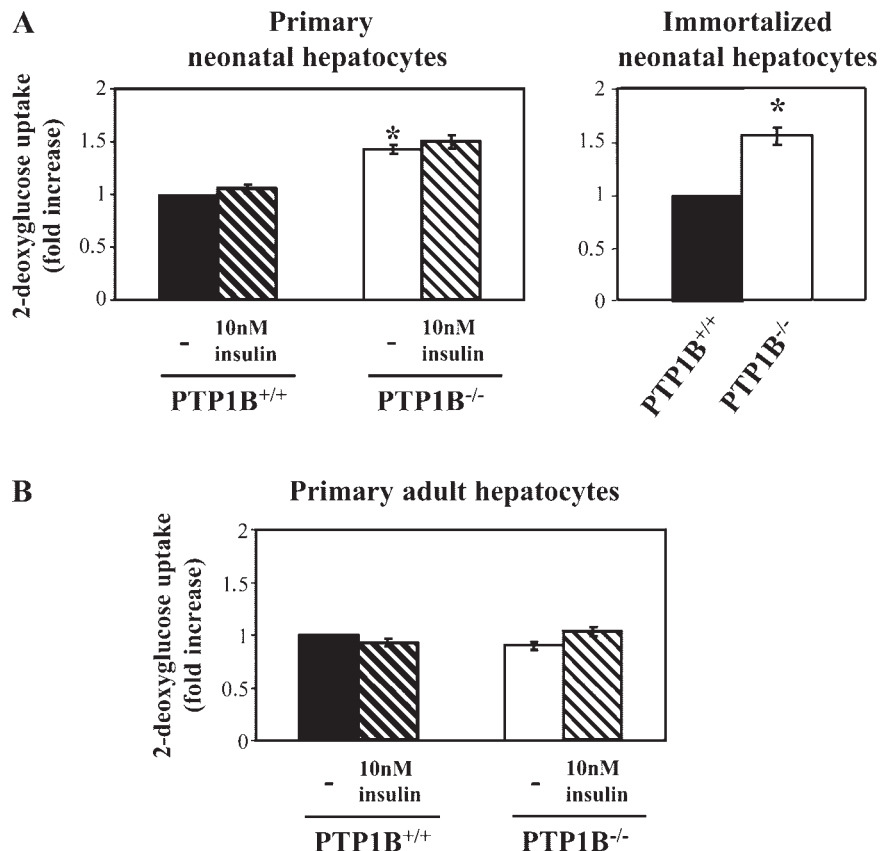 A
Primary
neonatal hepatocytes
2-deoxyglucose uptake
(fold increase)
2
1.5
1
0.5
0
*
-
10nM
insulin
-
10nM
insulin
PTP1B+/+
PTP1B-/-
Immortalized
neonatal hepatocytes
2
1.5
1
0.5
0
*
PTP1B+/+
PTP1B-/-
B
Primary adult hepatocytes
2-deoxyglucose uptake
(fold increase)
2
1.5
1
0.5
0
-
10nM
insulin
-
10nM
insulin
PTP1B+/+
PTP1B-/-